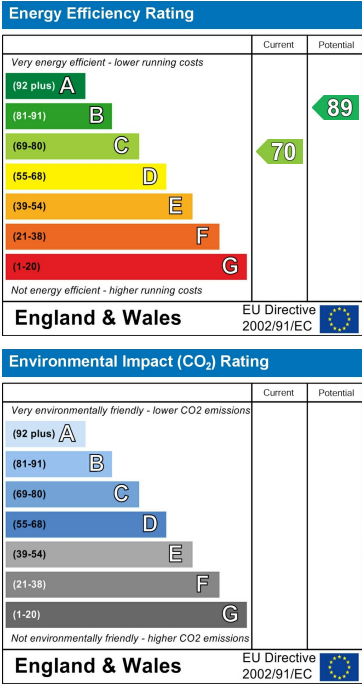 Energy Efficiency Rating
Current Potential
Very energy efficient - lower running costs
(92 plus) A
(81-91) B
(69-80) C
(55-68) D
(39-54) E
(21-38) F
(1-20) G
70
89
Not energy efficient - higher running costs
England & Wales
EU Directive
2002/91/EC
Environmental Impact (CO₂) Rating
Current Potential
Very environmentally friendly - lower CO2 emissions
(92 plus) A
(81-91) B
(69-80) C
(55-68) D
(39-54) E
(21-38) F
(1-20) G
Not environmentally friendly - higher CO2 emissions
England & Wales
EU Directive
2002/91/EC